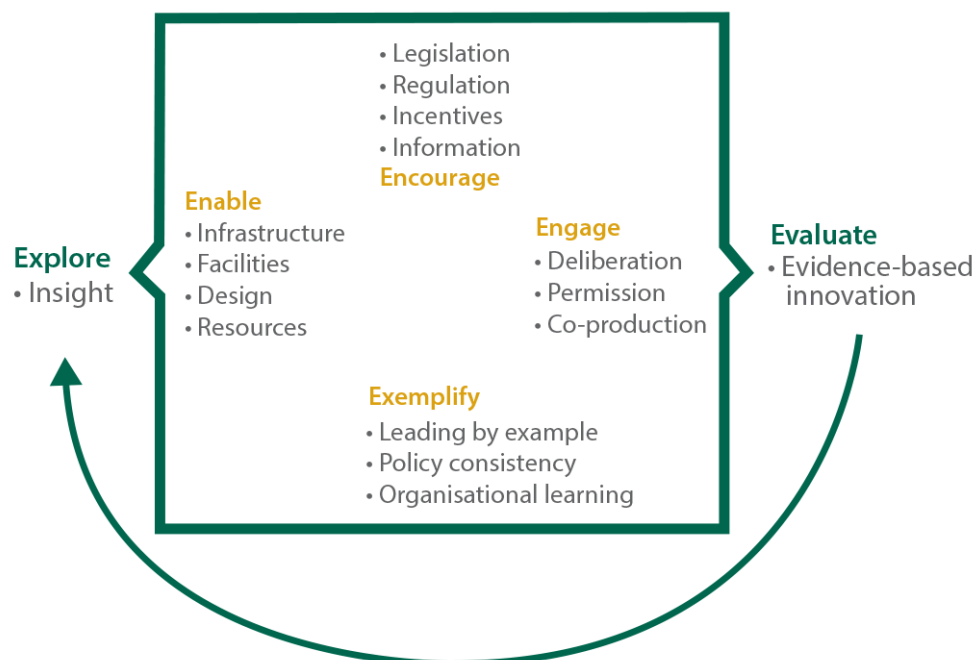 • Legislation
• Regulation
• Incentives
• Information
Encourage
Enable
• Infrastructure
• Facilities
• Design
• Resources
Explore
• Insight
Engage
• Deliberation
• Permission
• Co-production
Evaluate
• Evidence-based
innovation
Exemplify
• Leading by example
• Policy consistency
• Organisational learning